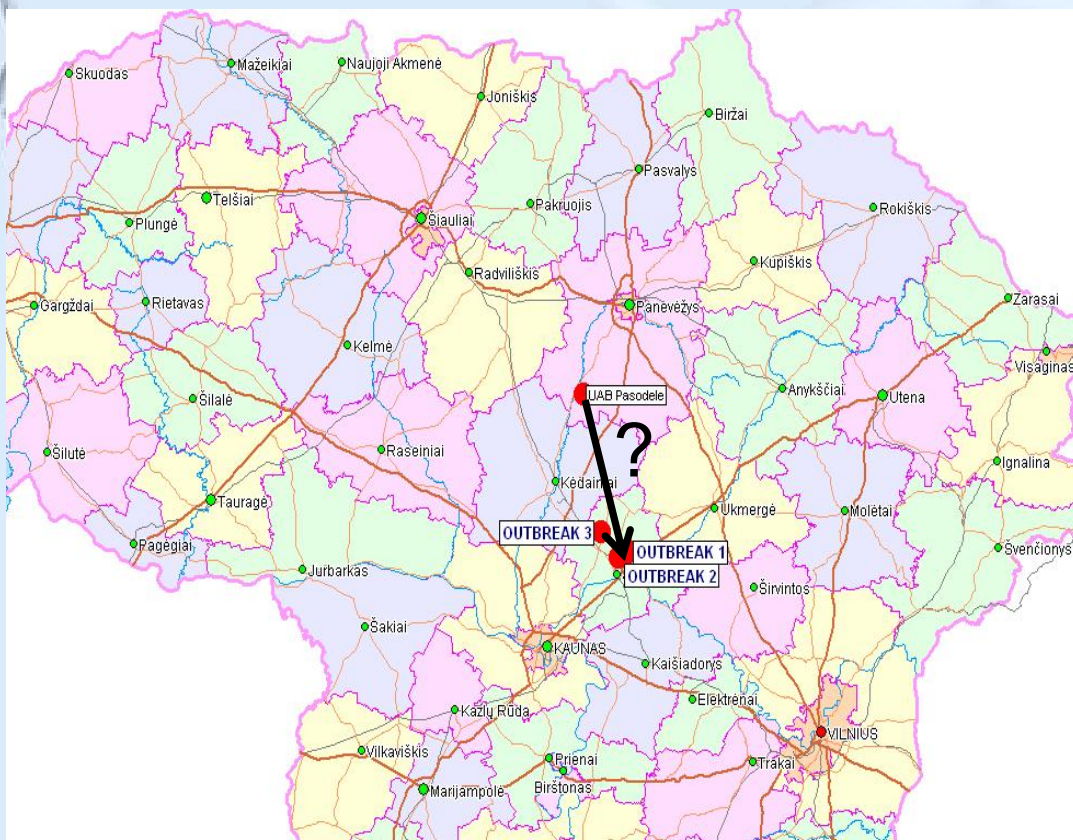 Skuodas
Mažeikiai
Naujoji Akmenė
Joniškis
Biržai
Pasvalys
Telšiai
Plungė
Šiauliai
Pakruojis
Rokiškis
Radviliškis
Kupiškis
Gargždai
Rietavas
Panevėžys
Zarasai
Kelmė
Visaginas
Šilalė
UAB Pasodele
Anykščiai
Utena
?
Šilutė
Raseiniai
Ignalina
Kėdainiai
Tauragė
Ukmergė
Molėtai
Pagėgiai
OUTBREAK 3
OUTBREAK 1
Švenčionys
Jurbarkas
OUTBREAK 2
Širvintos
Šakiai
KAUNAS
Kaišiadorys
Elektrėnai
Kazlų Rūda
VILNIUS
Vilkaviškis
Prienai
Trakai
Marijampolė
Birštonas